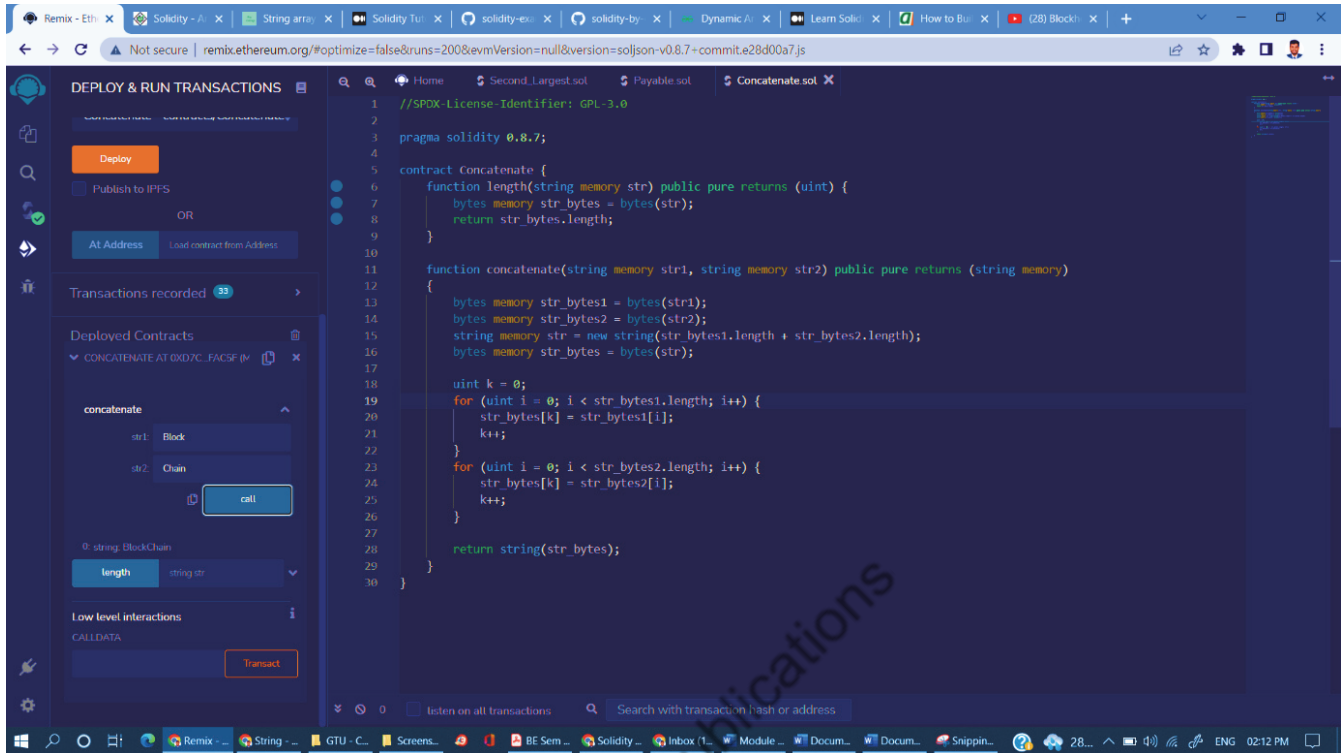 Remix - Eth
Solidity - A
String array
Solidity Tut
solidity-exa
solidity-by-
Dynamic Ar
Learn Solid
How to Bu
(28) Blockh
Not secure | remix.ethereum.org/#optimize=false&runs=200&evmVersion=null&version=soljson-v0.8.7+commit.e28d00a7.js
DEPLOY & RUN TRANSACTIONS
Concatenate - contracts/Concatenate.s
Deploy
Publish to IPFS
OR
At Address Load contract from Address
Transactions recorded 33
Deployed Contracts
CONCATENATE AT 0XD7C...FAC5F (M
concatenate
str1: Block
str2: Chain
call
0: string: BlockChain
length string str
Low level interactions i
CALLDATA
Transact
Home Second_Largest.sol Payable.sol Concatenate.sol
1 //SPDX-License-Identifier: GPL-3.0
2
3 pragma solidity 0.8.7;
4
5 contract Concatenate {
6 function length(string memory str) public pure returns (uint) {
7 bytes memory str_bytes = bytes(str);
8 return str_bytes.length;
9 }
10
11 function concatenate(string memory str1, string memory str2) public pure returns (string memory)
12 {
13 bytes memory str_bytes1 = bytes(str1);
14 bytes memory str_bytes2 = bytes(str2);
15 string memory str = new string(str_bytes1.length + str_bytes2.length);
16 bytes memory str_bytes = bytes(str);
17
18 uint k = 0;
19 for (uint i = 0; i < str_bytes1.length; i++) {
20 str_bytes[k] = str_bytes1[i];
21 k++;
22 }
23 for (uint i = 0; i < str_bytes2.length; i++) {
24 str_bytes[k] = str_bytes2[i];
25 k++;
26 }
27
28 return string(str_bytes);
29 }
30 }
blications
0 listen on all transactions Search with transaction hash or address
Remix - ... String - ... GTU - C... Screens... BE Sem ... Solidity ... Inbox (1... Module ... Docum... Docum... Snippin... 28... ENG 02:12 PM